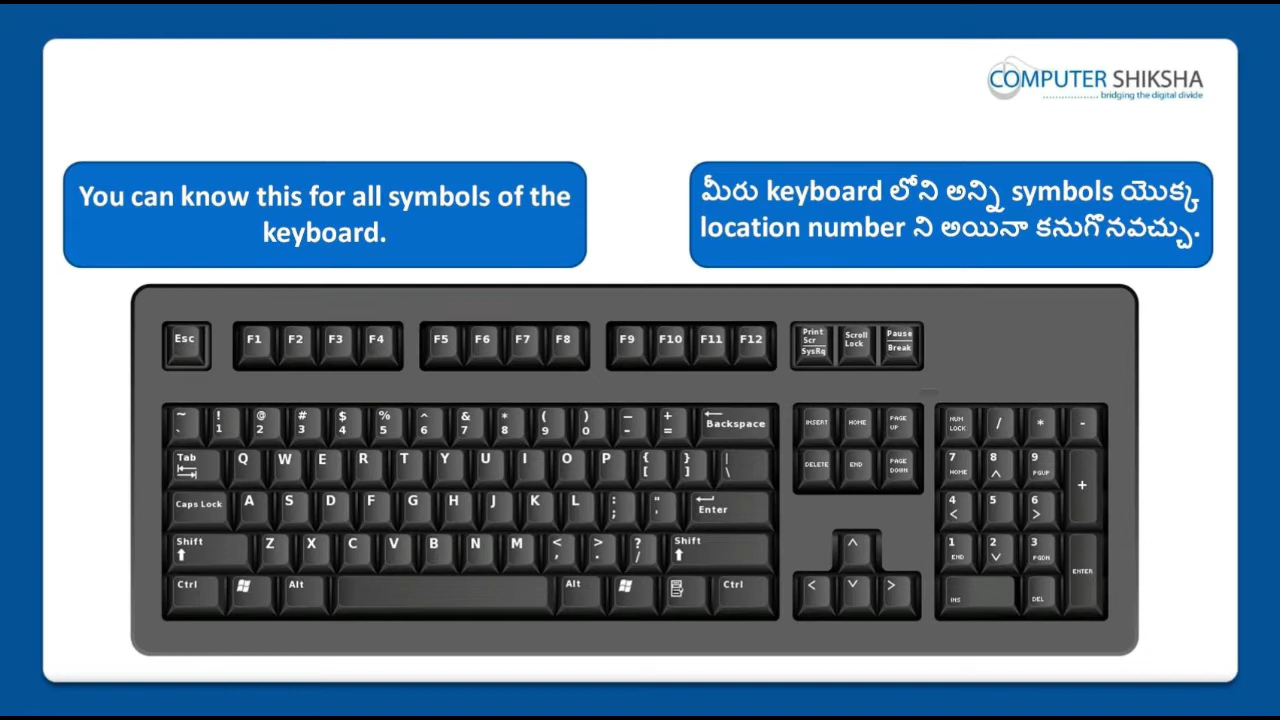 COMPUTER SHIKSHA
bridging the digital divide
You can know this for all symbols of the
keyboard.
మీరు keyboard లోని అన్ని symbols యొక్క
location number ని అయినా కనుగొనవచ్చు.
Esc F1 F2 F3 F4 F5 F6 F7 F8 F9 F10 F11 F12 Print Scr SysRq Scroll Lock Pause Break
~ ` ! 1 @ 2 # 3 $ 4 % 5 ^ 6 & 7 * 8 ( 9 ) 0 — - + = Backspace INSERT HOME PAGE UP NUM LOCK / * -
Tab Q W E R T Y U I O P { [ } ] | \ DELETE END PAGE DOWN 7 HOME 8 ^ 9 PGUP +
Caps Lock A S D F G H J K L : ; " ' Enter 4 < 5 6 >
Shift Z X C V B N M < , > . ? / Shift ^ 1 END 2 v 3 PGDN ENTER
Ctrl Alt Alt Ctrl < v > INS DEL